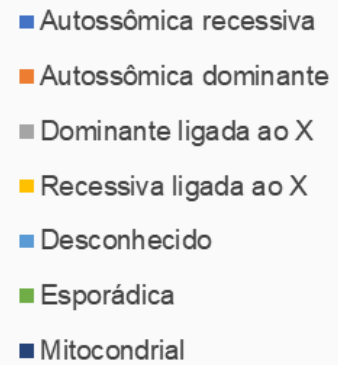 Autossômica recessiva
Autossômica dominante
Dominante ligada ao X
Recessiva ligada ao X
Desconhecido
Esporádica
Mitocondrial